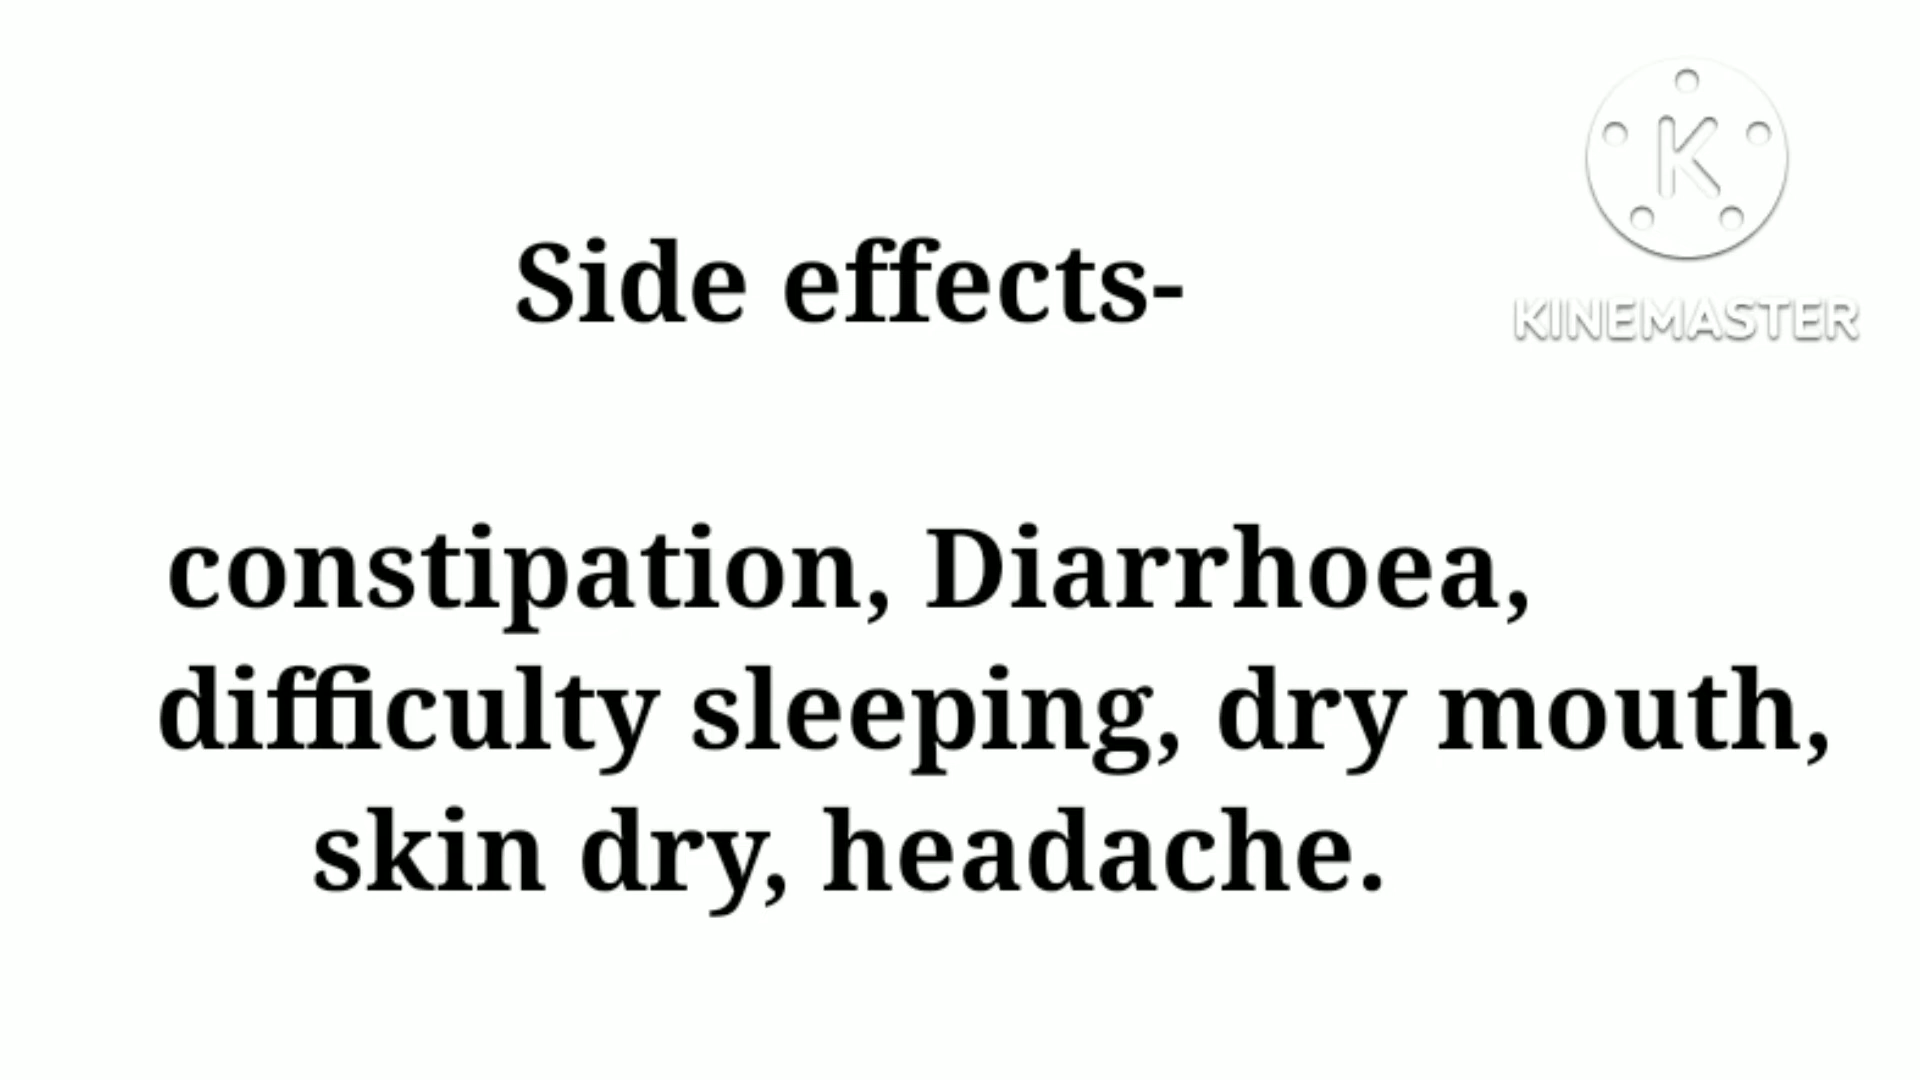 Side effects-
KINEMASTER
constipation, Diarrhoea,
difficulty sleeping, dry mouth,
skin dry, headache.